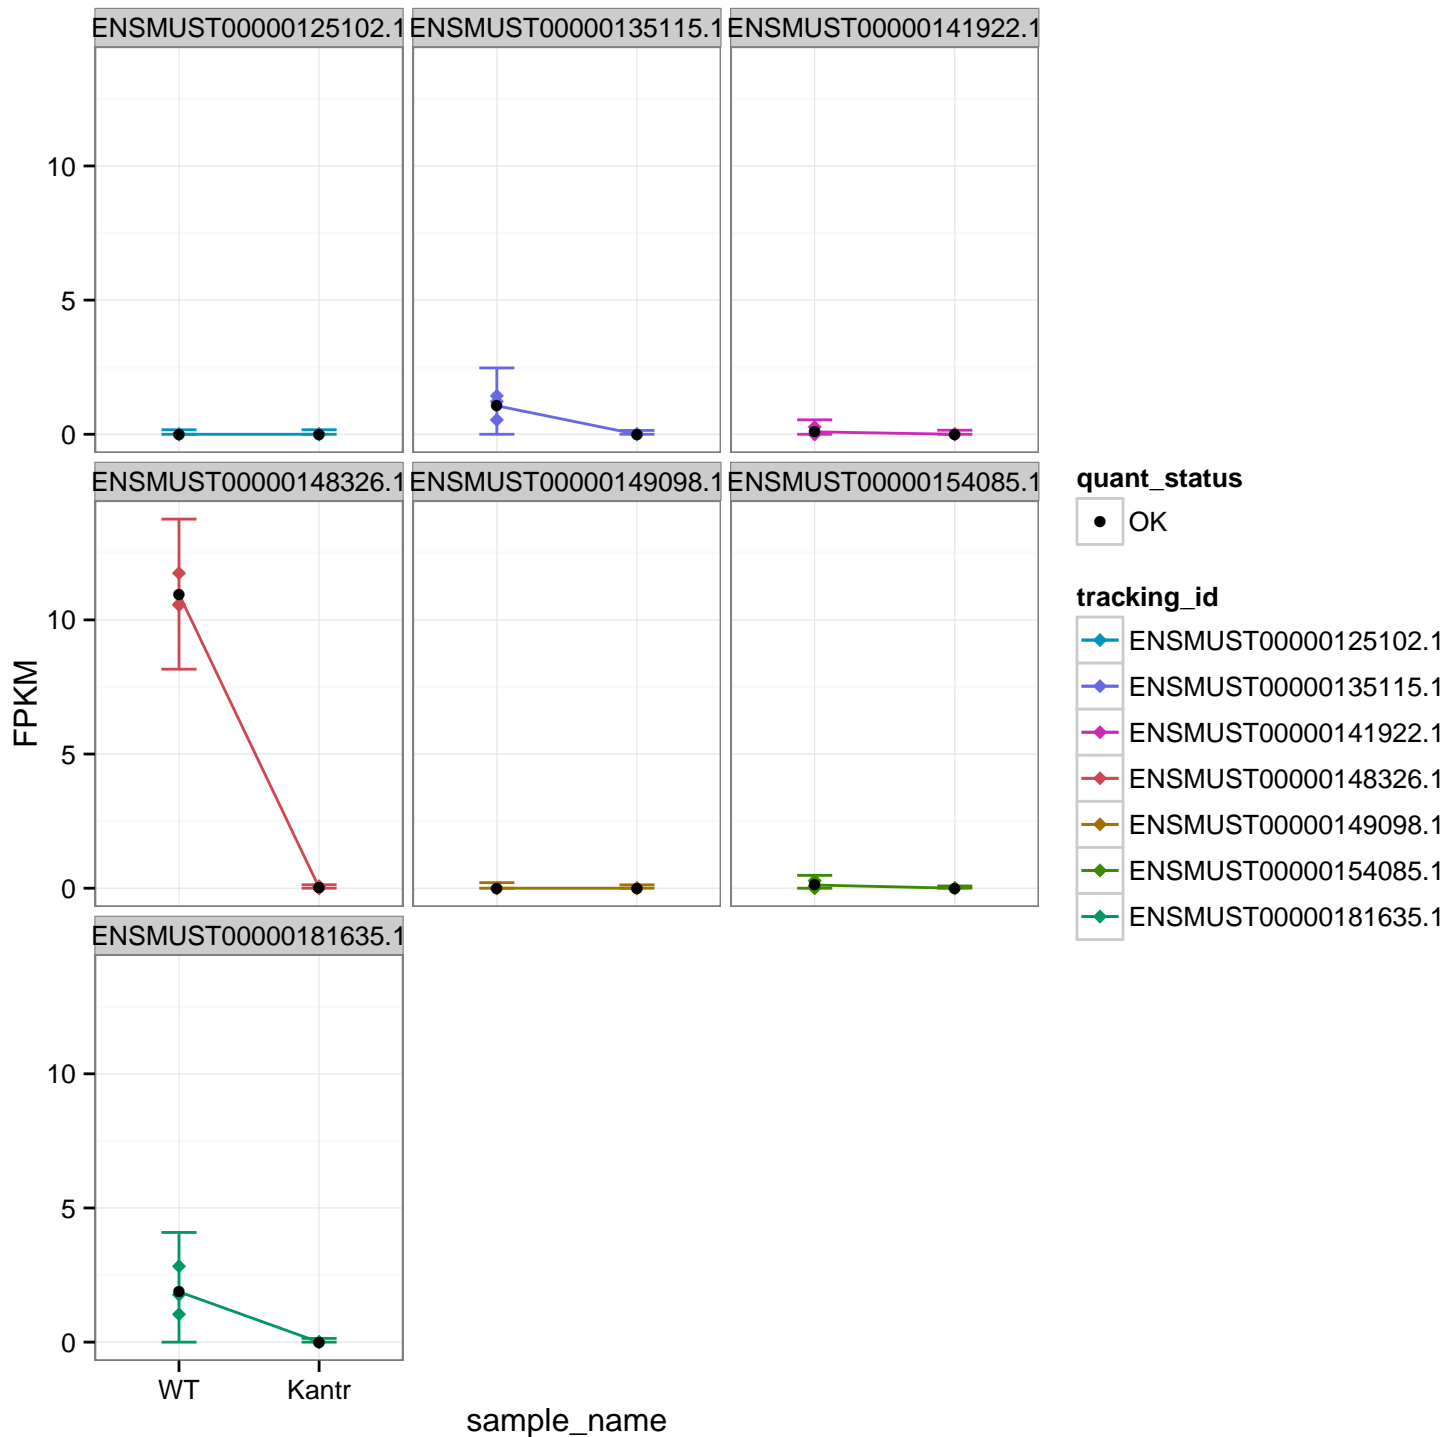 ENSMUST00000125102.1 ENSMUST00000135115.1 ENSMUST00000141922.1
10
5
0
ENSMUST00000148326.1 ENSMUST00000149098.1 ENSMUST00000154085.1
10
5
0
FPKM
ENSMUST00000181635.1
10
5
0
WT Kantr
sample_name
quant_status
OK
tracking_id
ENSMUST00000125102.1
ENSMUST00000135115.1
ENSMUST00000141922.1
ENSMUST00000148326.1
ENSMUST00000149098.1
ENSMUST00000154085.1
ENSMUST00000181635.1